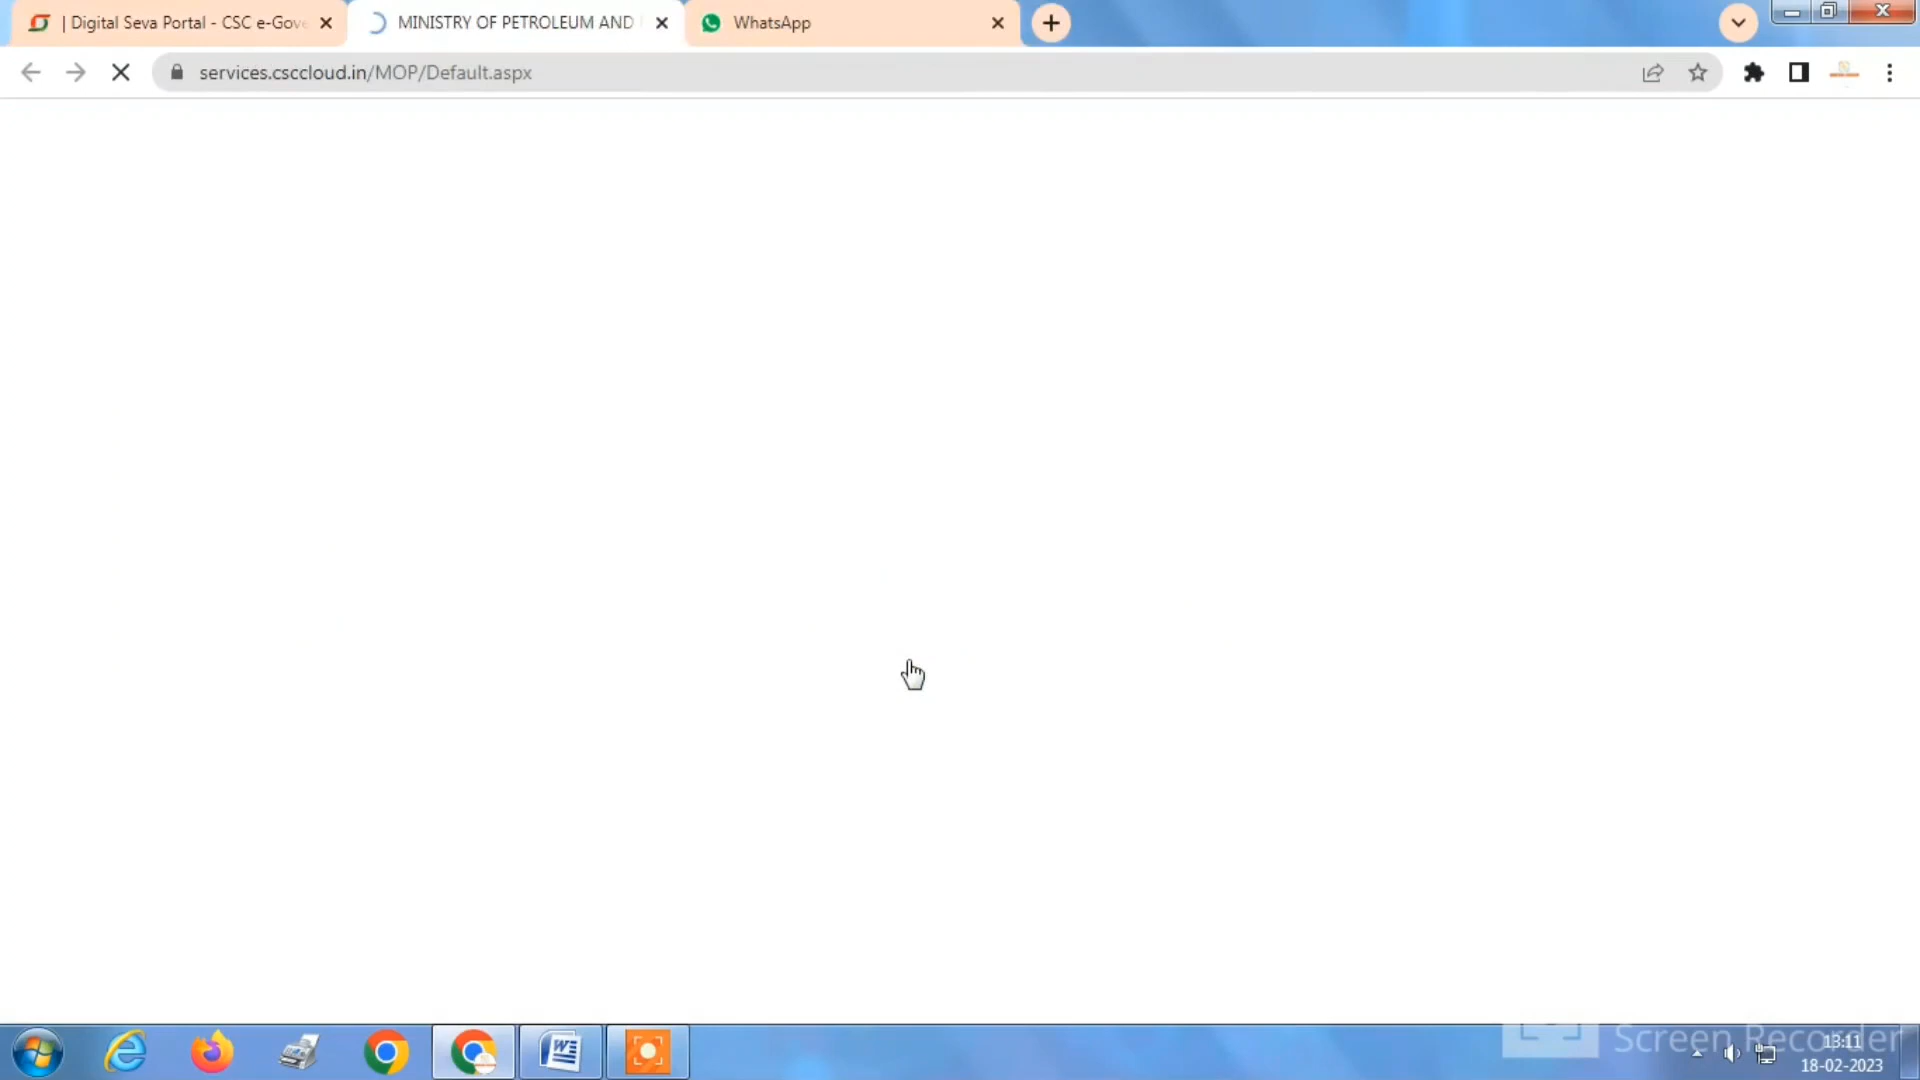 | Digital Seva Portal - CSC e-Gove
MINISTRY OF PETROLEUM AND
WhatsApp
services.csccloud.in/MOP/Default.aspx
Screen Recorder
13:11
18-02-2023